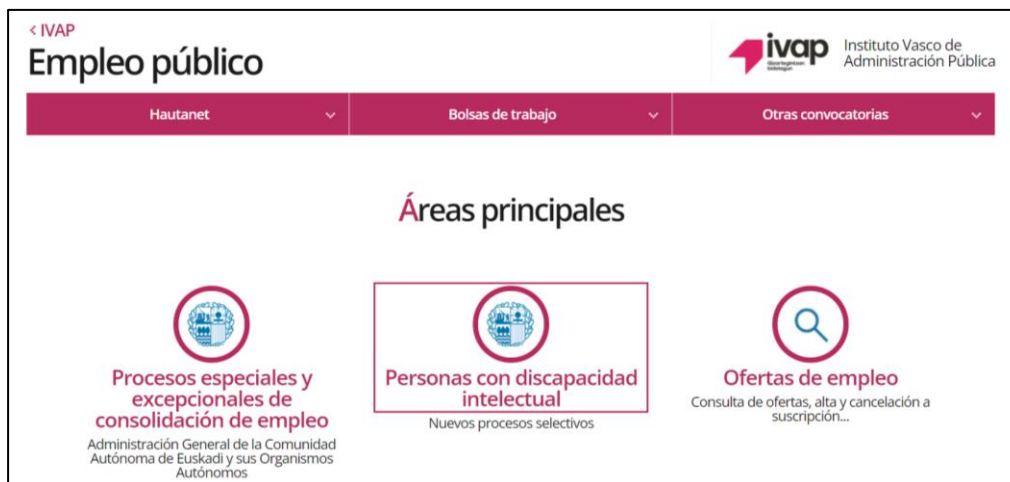 < IVAP
Empleo público
ivap
Instituto Vasco de
Administración Pública
Hautanet
Bolsas de trabajo
Otras convocatorias
Áreas principales
Procesos especiales y
excepcionales de
consolidación de empleo
Administración General de la Comunidad
Autónoma de Euskadi y sus Organismos
Autónomos
Personas con discapacidad
intelectual
Nuevos procesos selectivos
Ofertas de empleo
Consulta de ofertas, alta y cancelación a
suscripción...